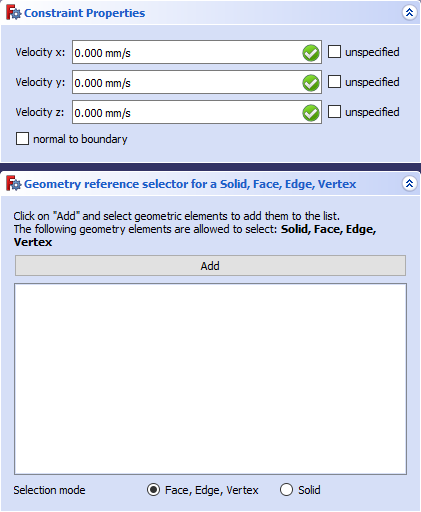 Constraint Properties
Velocity x: 0.000 mm/s unspecified
Velocity y: 0.000 mm/s unspecified
Velocity z: 0.000 mm/s unspecified
normal to boundary
Geometry reference selector for a Solid, Face, Edge, Vertex
Click on "Add" and select geometric elements to add them to the list.
The following geometry elements are allowed to select: Solid, Face, Edge,
Vertex
Add
Selection mode Face, Edge, Vertex Solid